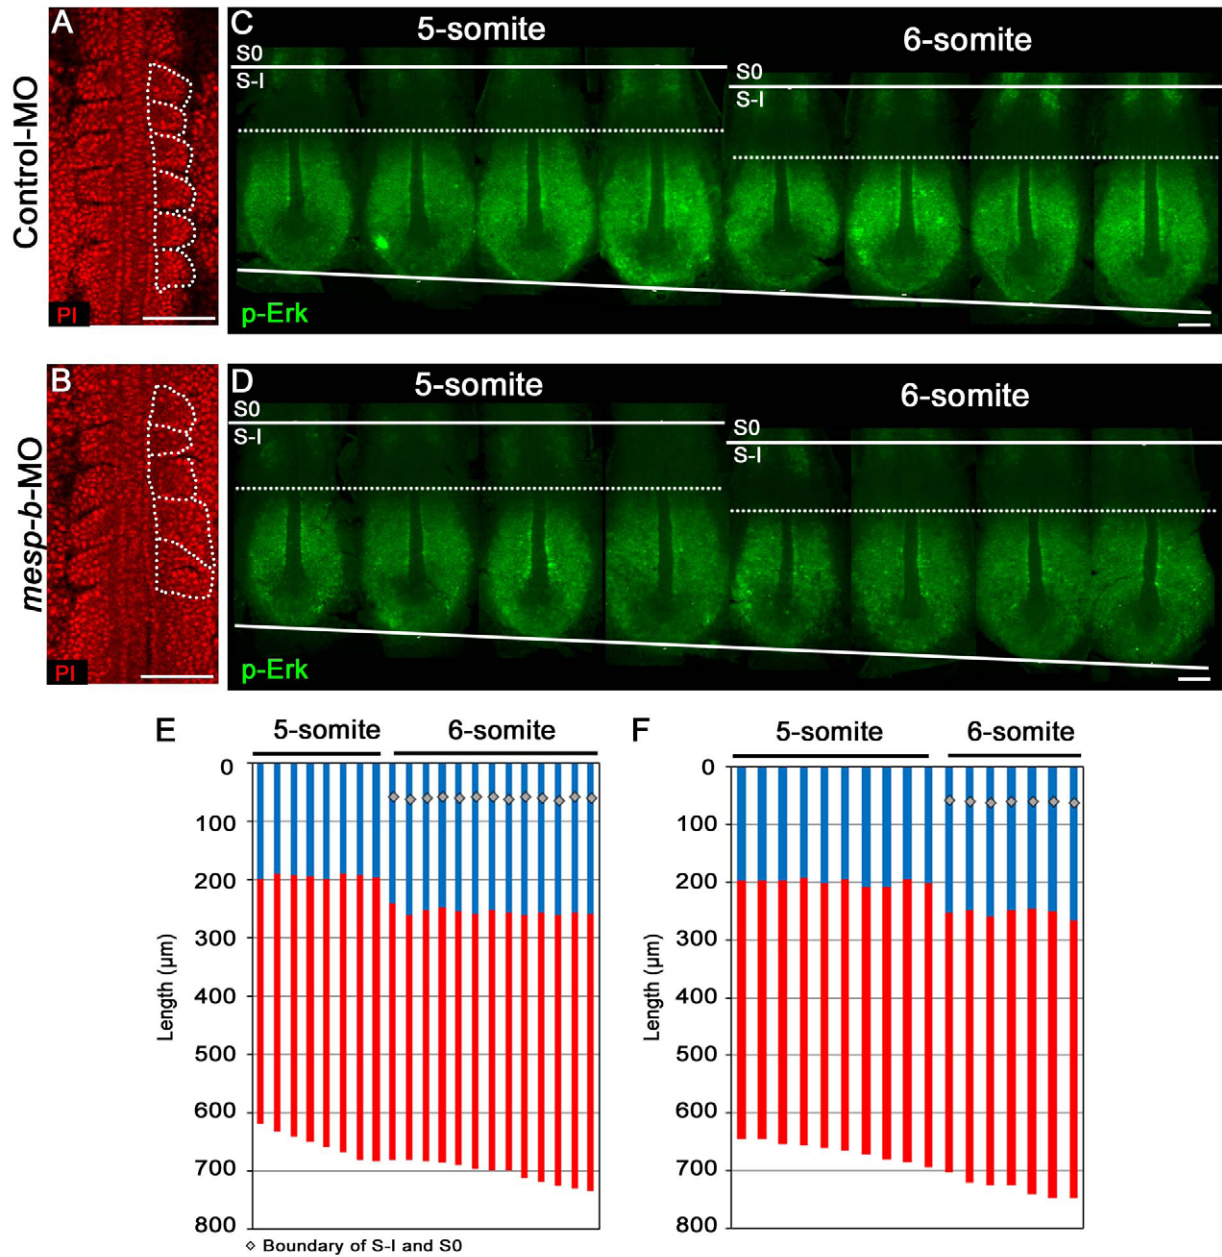 Control-MO
A
PI
C
5-somite
6-somite
S0
S-I
S0
S-I
p-Erk
mesp-b-MO
B
PI
D
5-somite
6-somite
S0
S-I
S0
S-I
p-Erk
E
5-somite
6-somite
Length (µm)
0
100
200
300
400
500
600
700
800
Boundary of S-I and S0
F
5-somite
6-somite
Length (µm)
0
100
200
300
400
500
600
700
800